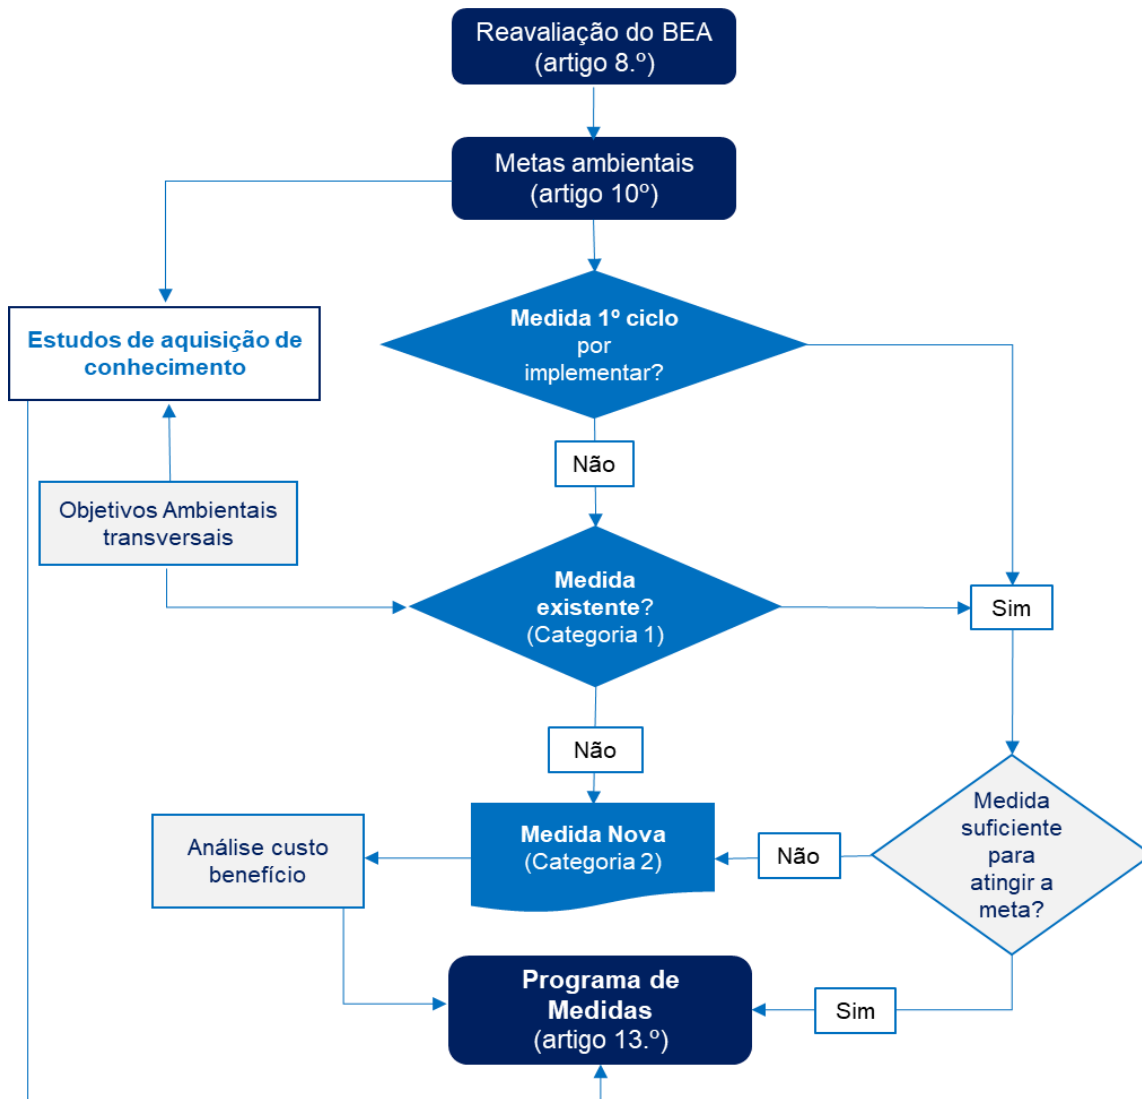 Reavaliação do BEA
(artigo 8.º)
Metas ambientais
(artigo 10º)
Medida 1º ciclo
por
implementar?
Estudos de aquisição de
conhecimento
Não
Objetivos Ambientais
transversais
Medida
existente?
(Categoria 1)
Sim
Não
Medida
suficiente
para
atingir a
meta?
Medida Nova
(Categoria 2)
Não
Análise custo
benefício
Programa de
Medidas
(artigo 13.º)
Sim